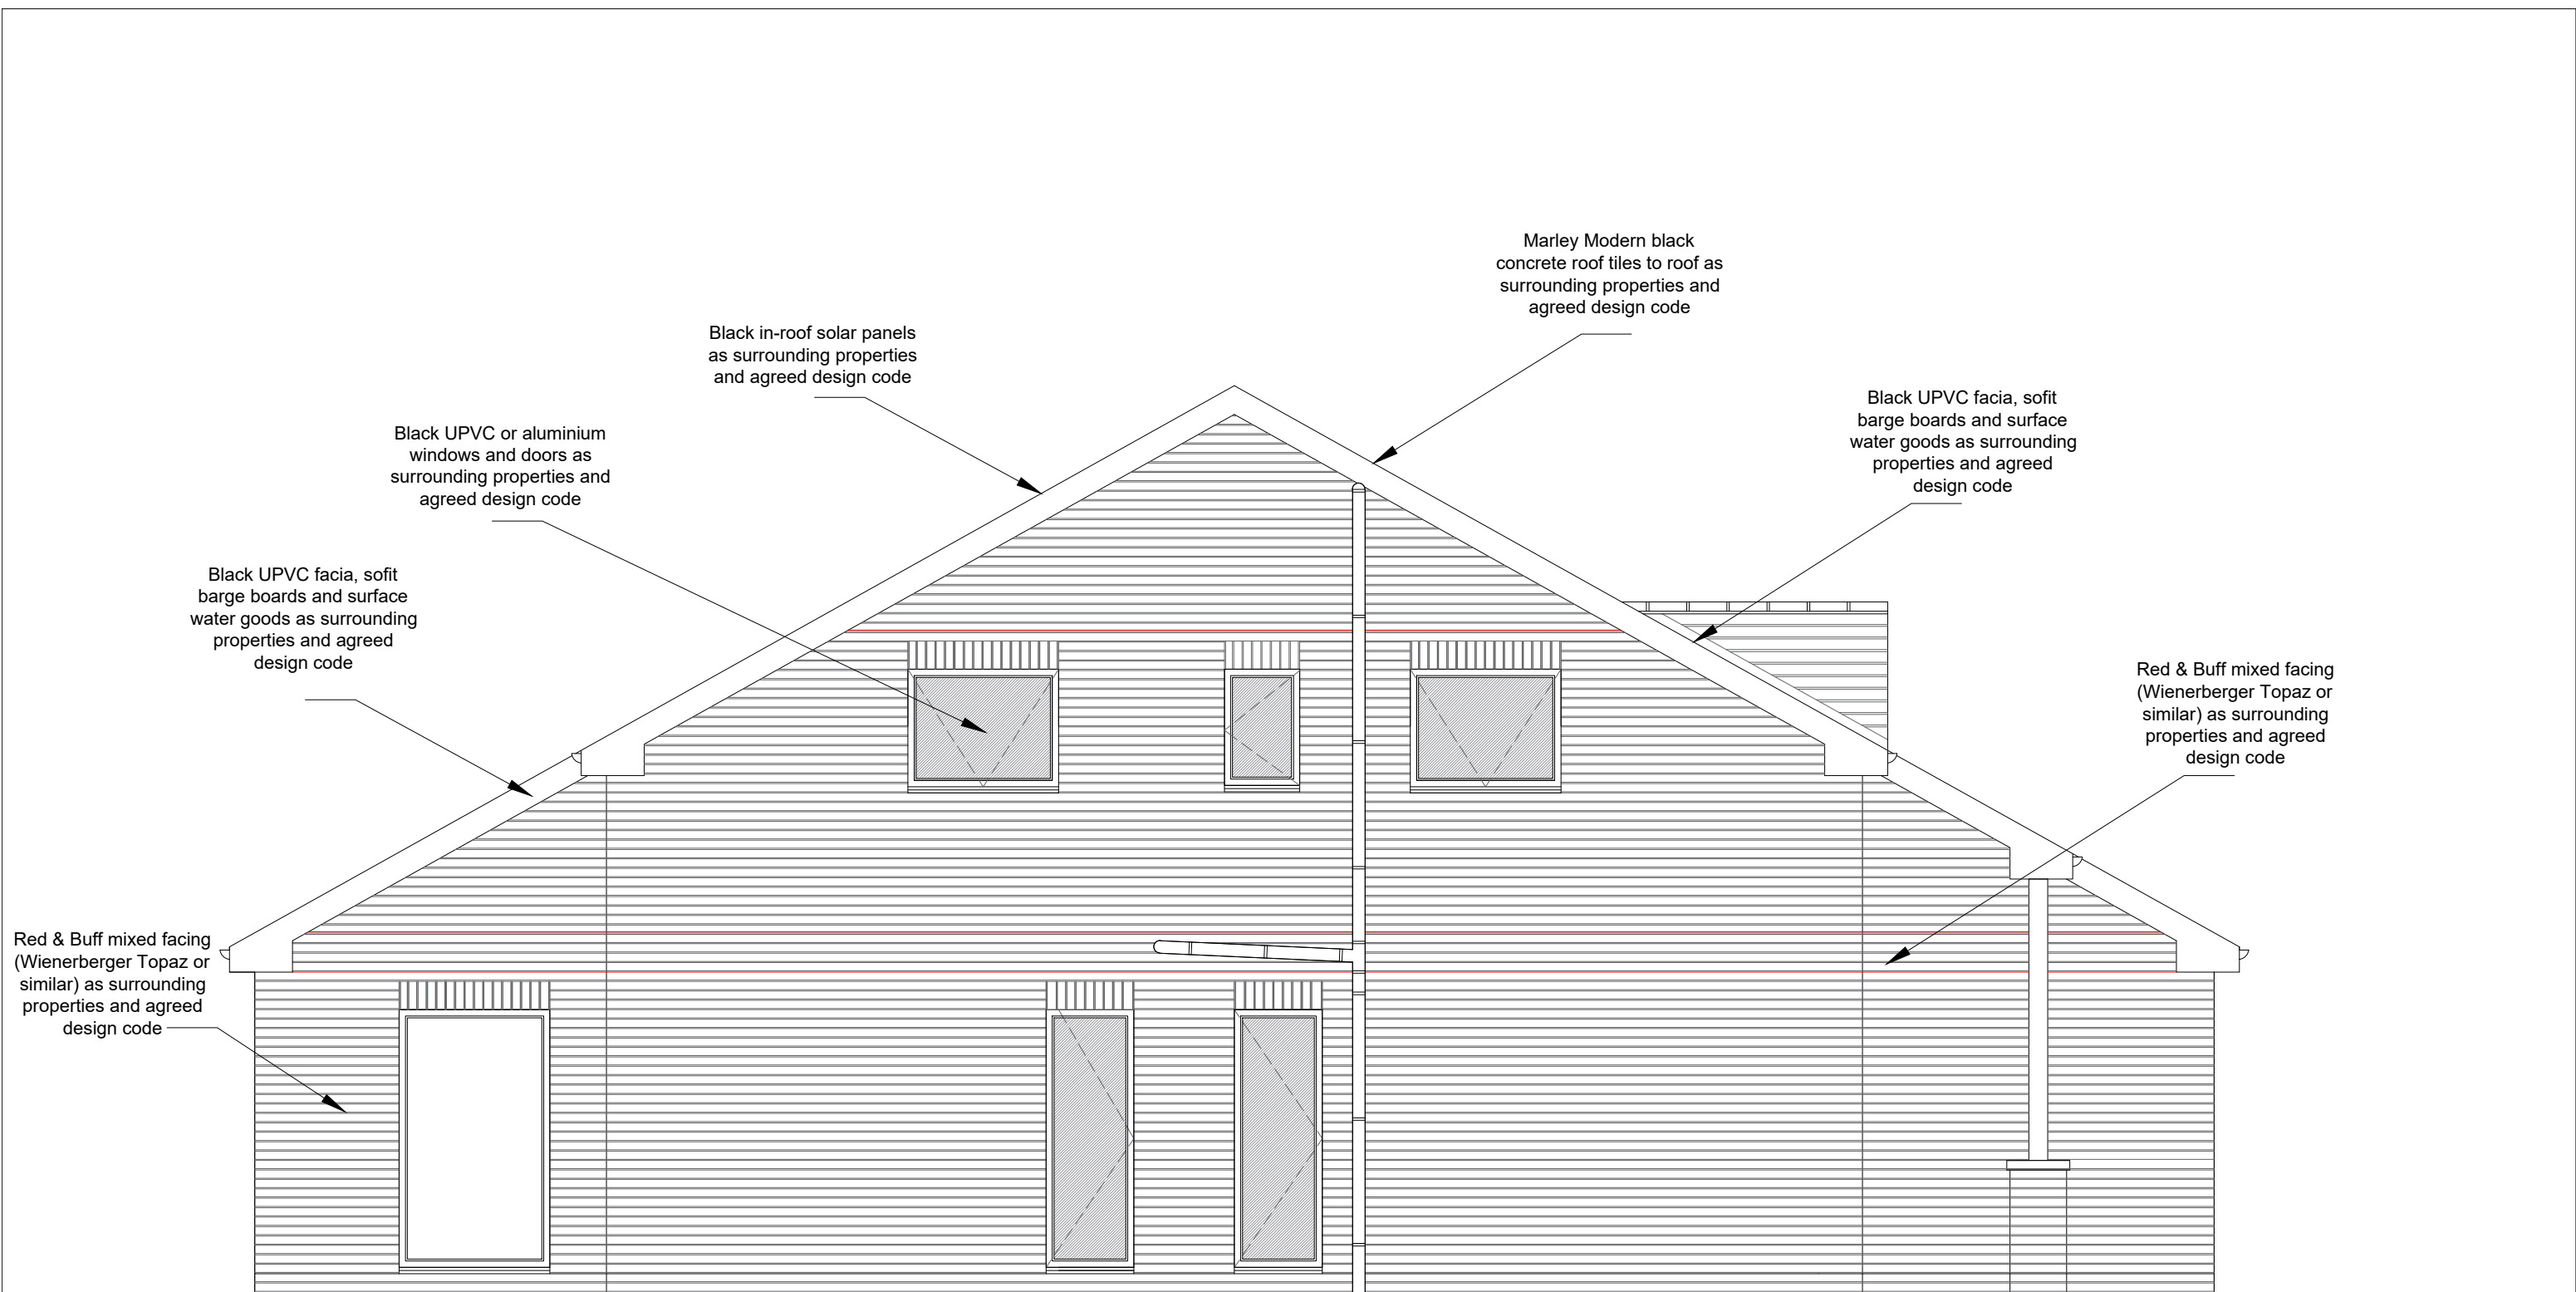 Marley Modern black
concrete roof tiles to roof as
surrounding properties and
agreed design code
Black in-roof solar panels
as surrounding properties
and agreed design code
Black UPVC facia, sofit
barge boards and surface
water goods as surrounding
properties and agreed
design code
Black UPVC or aluminium
windows and doors as
surrounding properties and
agreed design code
Black UPVC facia, sofit
barge boards and surface
water goods as surrounding
properties and agreed
design code
Red & Buff mixed facing
(Wienerberger Topaz or
similar) as surrounding
properties and agreed
design code
Red & Buff mixed facing
(Wienerberger Topaz or
similar) as surrounding
properties and agreed
design code